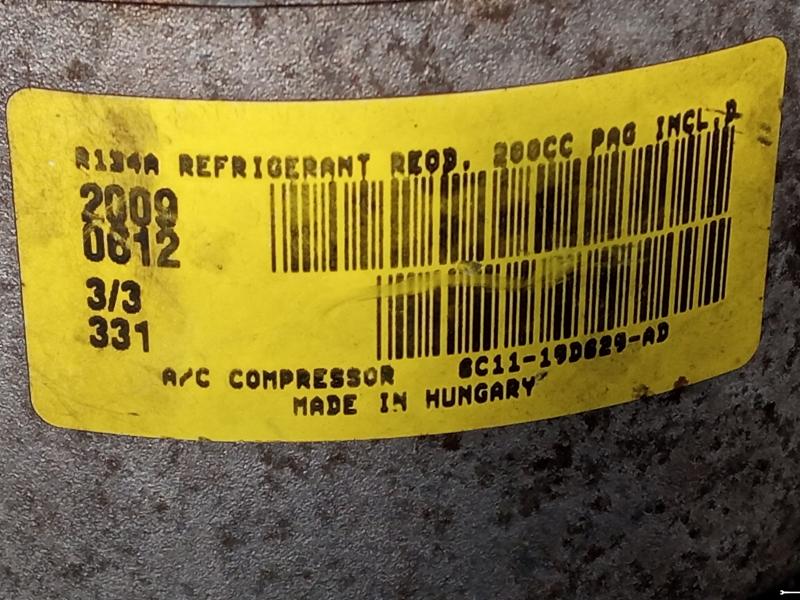 R134A REFRIGERANT REQD. 200CC PAG INCL.D
2009
0612
3/3
331
A/C COMPRESSOR 6C11-19D629-AD
MADE IN HUNGARY